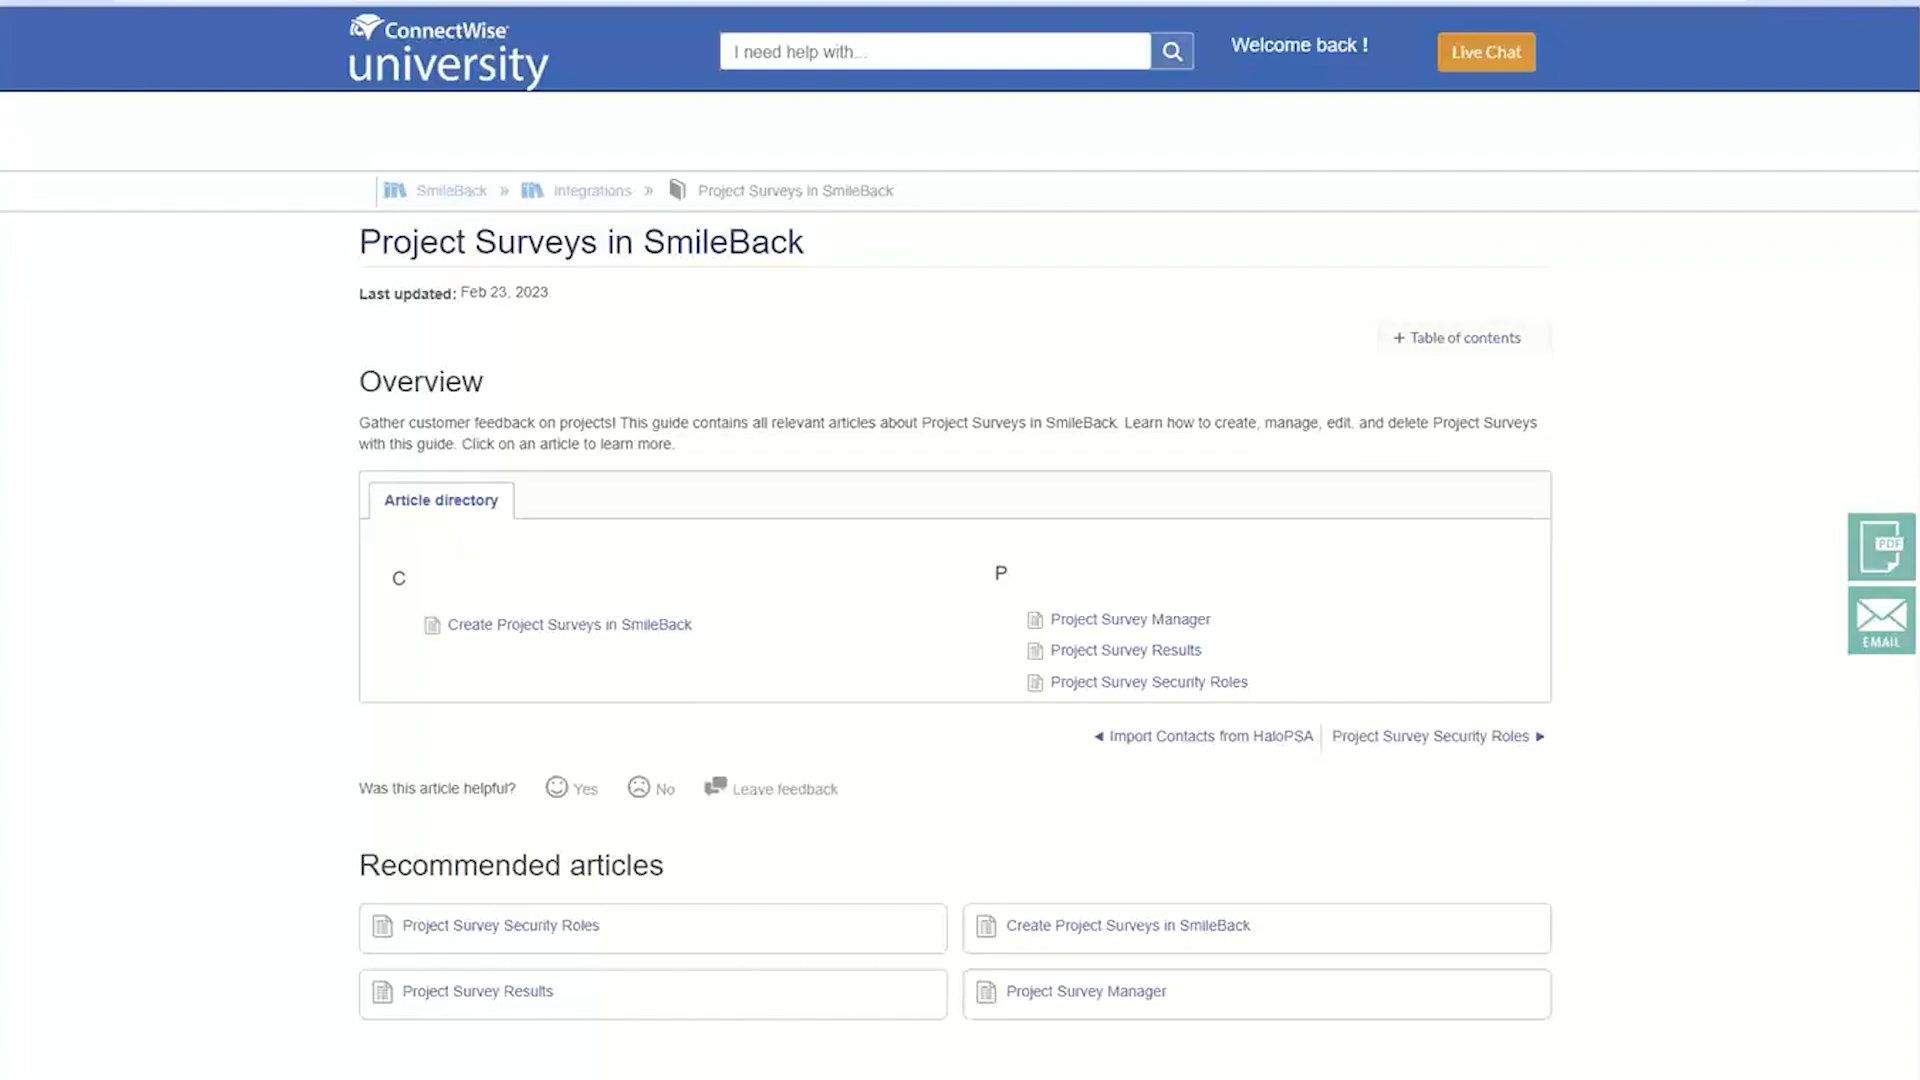 ConnectWise
university
I need help with...
Welcome back !
Live Chat
SmileBack » Integrations » Project Surveys in SmileBack
Project Surveys in SmileBack
Last updated: Feb 23, 2023
+ Table of contents
Overview
Gather customer feedback on projects! This guide contains all relevant articles about Project Surveys in SmileBack. Learn how to create, manage, edit, and delete Project Surveys
with this guide. Click on an article to learn more.
Article directory
C
Create Project Surveys in SmileBack
P
Project Survey Manager
Project Survey Results
Project Survey Security Roles
PDF
EMAIL
◄ Import Contacts from HaloPSA | Project Survey Security Roles ►
Was this article helpful? Yes No Leave feedback
Recommended articles
Project Survey Security Roles
Create Project Surveys in SmileBack
Project Survey Results
Project Survey Manager